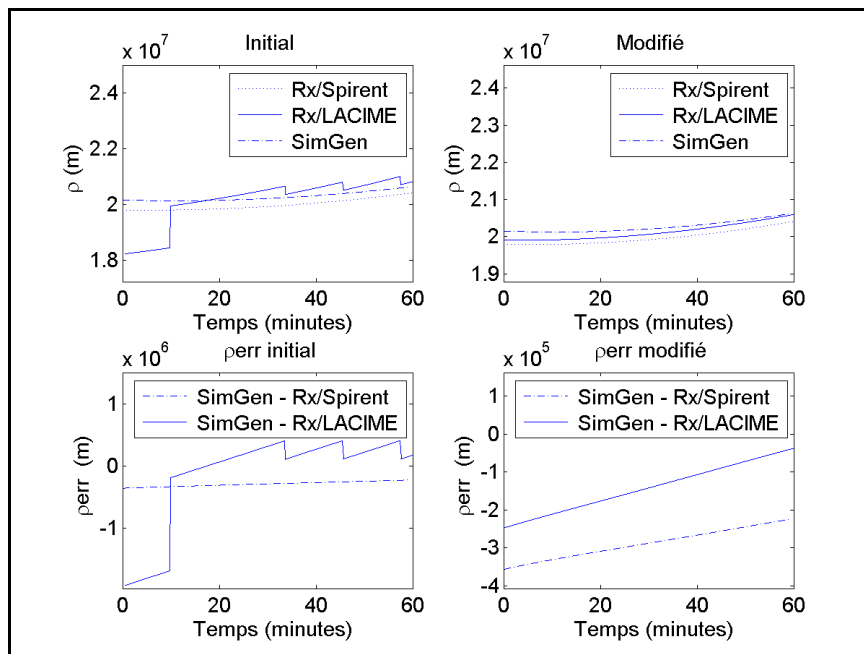 Initial
x 10^7
ρ (m)
2.4
2.2
2
1.8
Rx/Spirent
Rx/LACIME
SimGen
0 20 40 60
Temps (minutes)
Modifié
x 10^7
ρ (m)
2.4
2.3
2.2
2.1
2
1.9
Rx/Spirent
Rx/LACIME
SimGen
0 20 40 60
Temps (minutes)
ρerr initial
x 10^6
ρerr (m)
1
0
-1
SimGen - Rx/Spirent
SimGen - Rx/LACIME
0 20 40 60
Temps (minutes)
ρerr modifié
x 10^5
ρerr (m)
1
0
-1
-2
-3
-4
SimGen - Rx/Spirent
SimGen - Rx/LACIME
0 20 40 60
Temps (minutes)